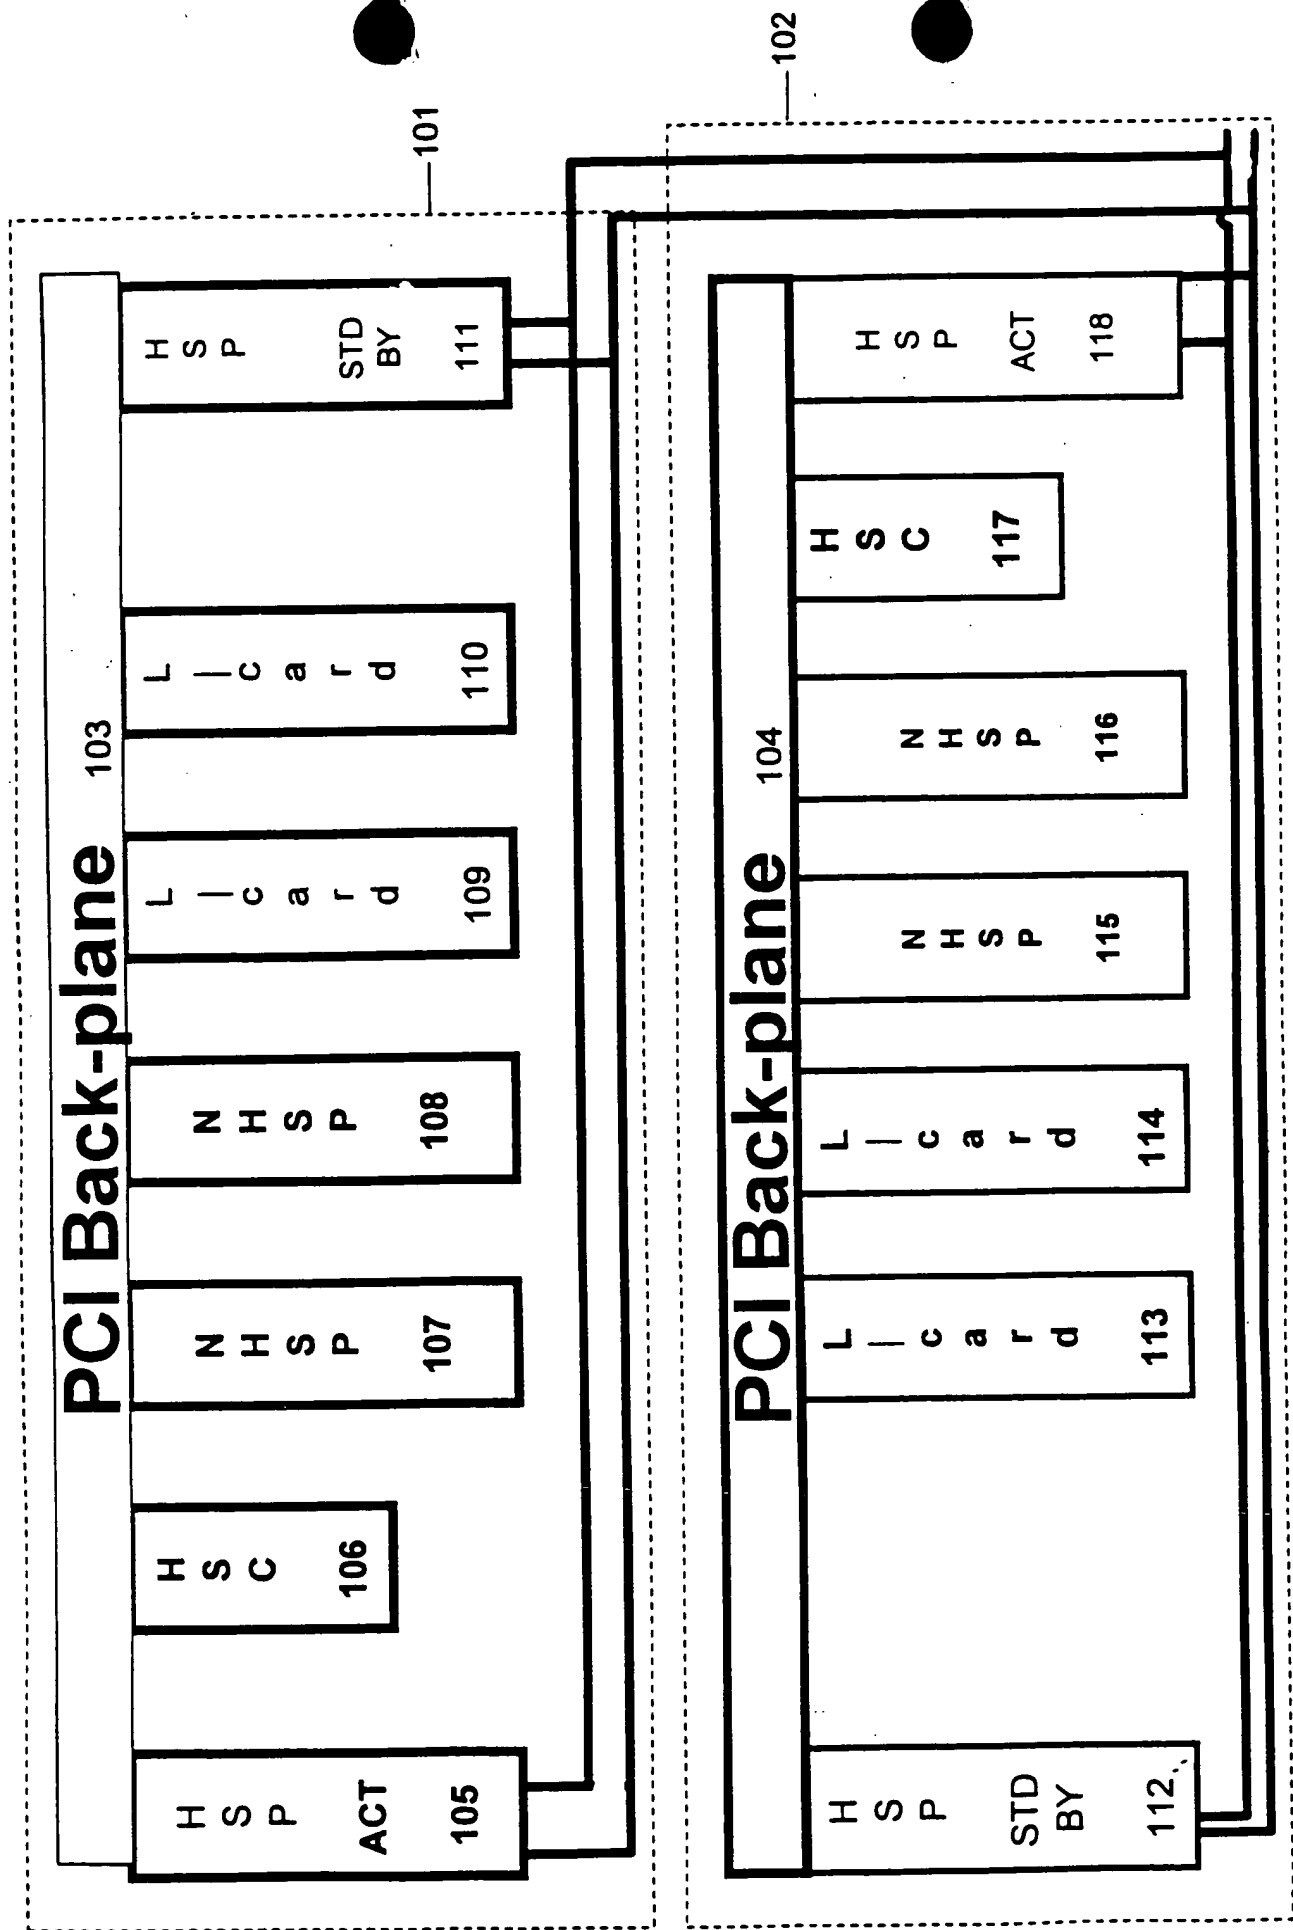 101
PCI Back-plane 103
H S P
ACT
105
H S C
106
N H S P
107
N H S P
108
L I c a r d
109
L I c a r d
110
H S P
STD
BY
111
102
PCI Back-plane 104
H S P
STD
BY
112
L I c a r d
113
L I c a r d
114
N H S P
115
N H S P
116
H S C
117
H S P
ACT
118